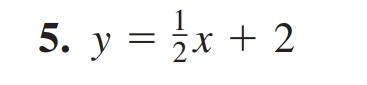 5. y = ½x + 2